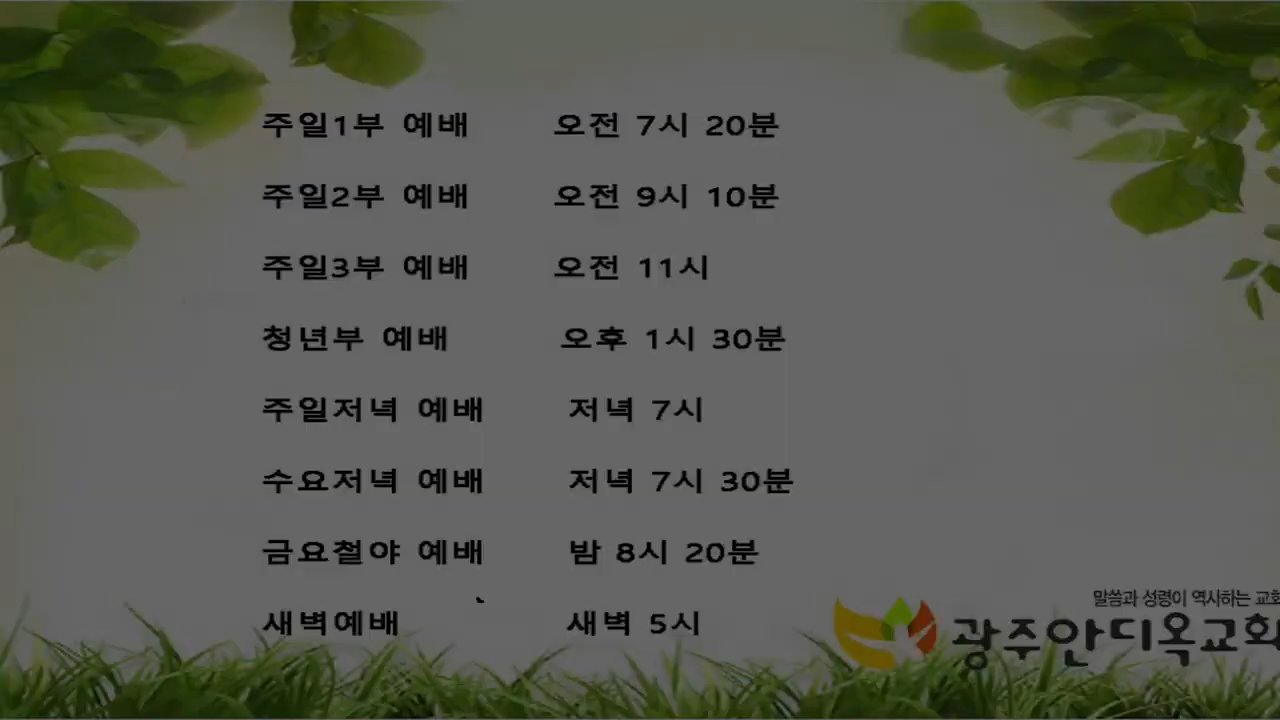 주일1부 예배 오전 7시 20분
주일2부 예배 오전 9시 10분
주일3부 예배 오전 11시
청년부 예배 오후 1시 30분
주일저녁 예배 저녁 7시
수요저녁 예배 저녁 7시 30분
금요철야 예배 밤 8시 20분
새벽예배 새벽 5시
말씀과 성령이 역사하는 교회
광주안디옥교회